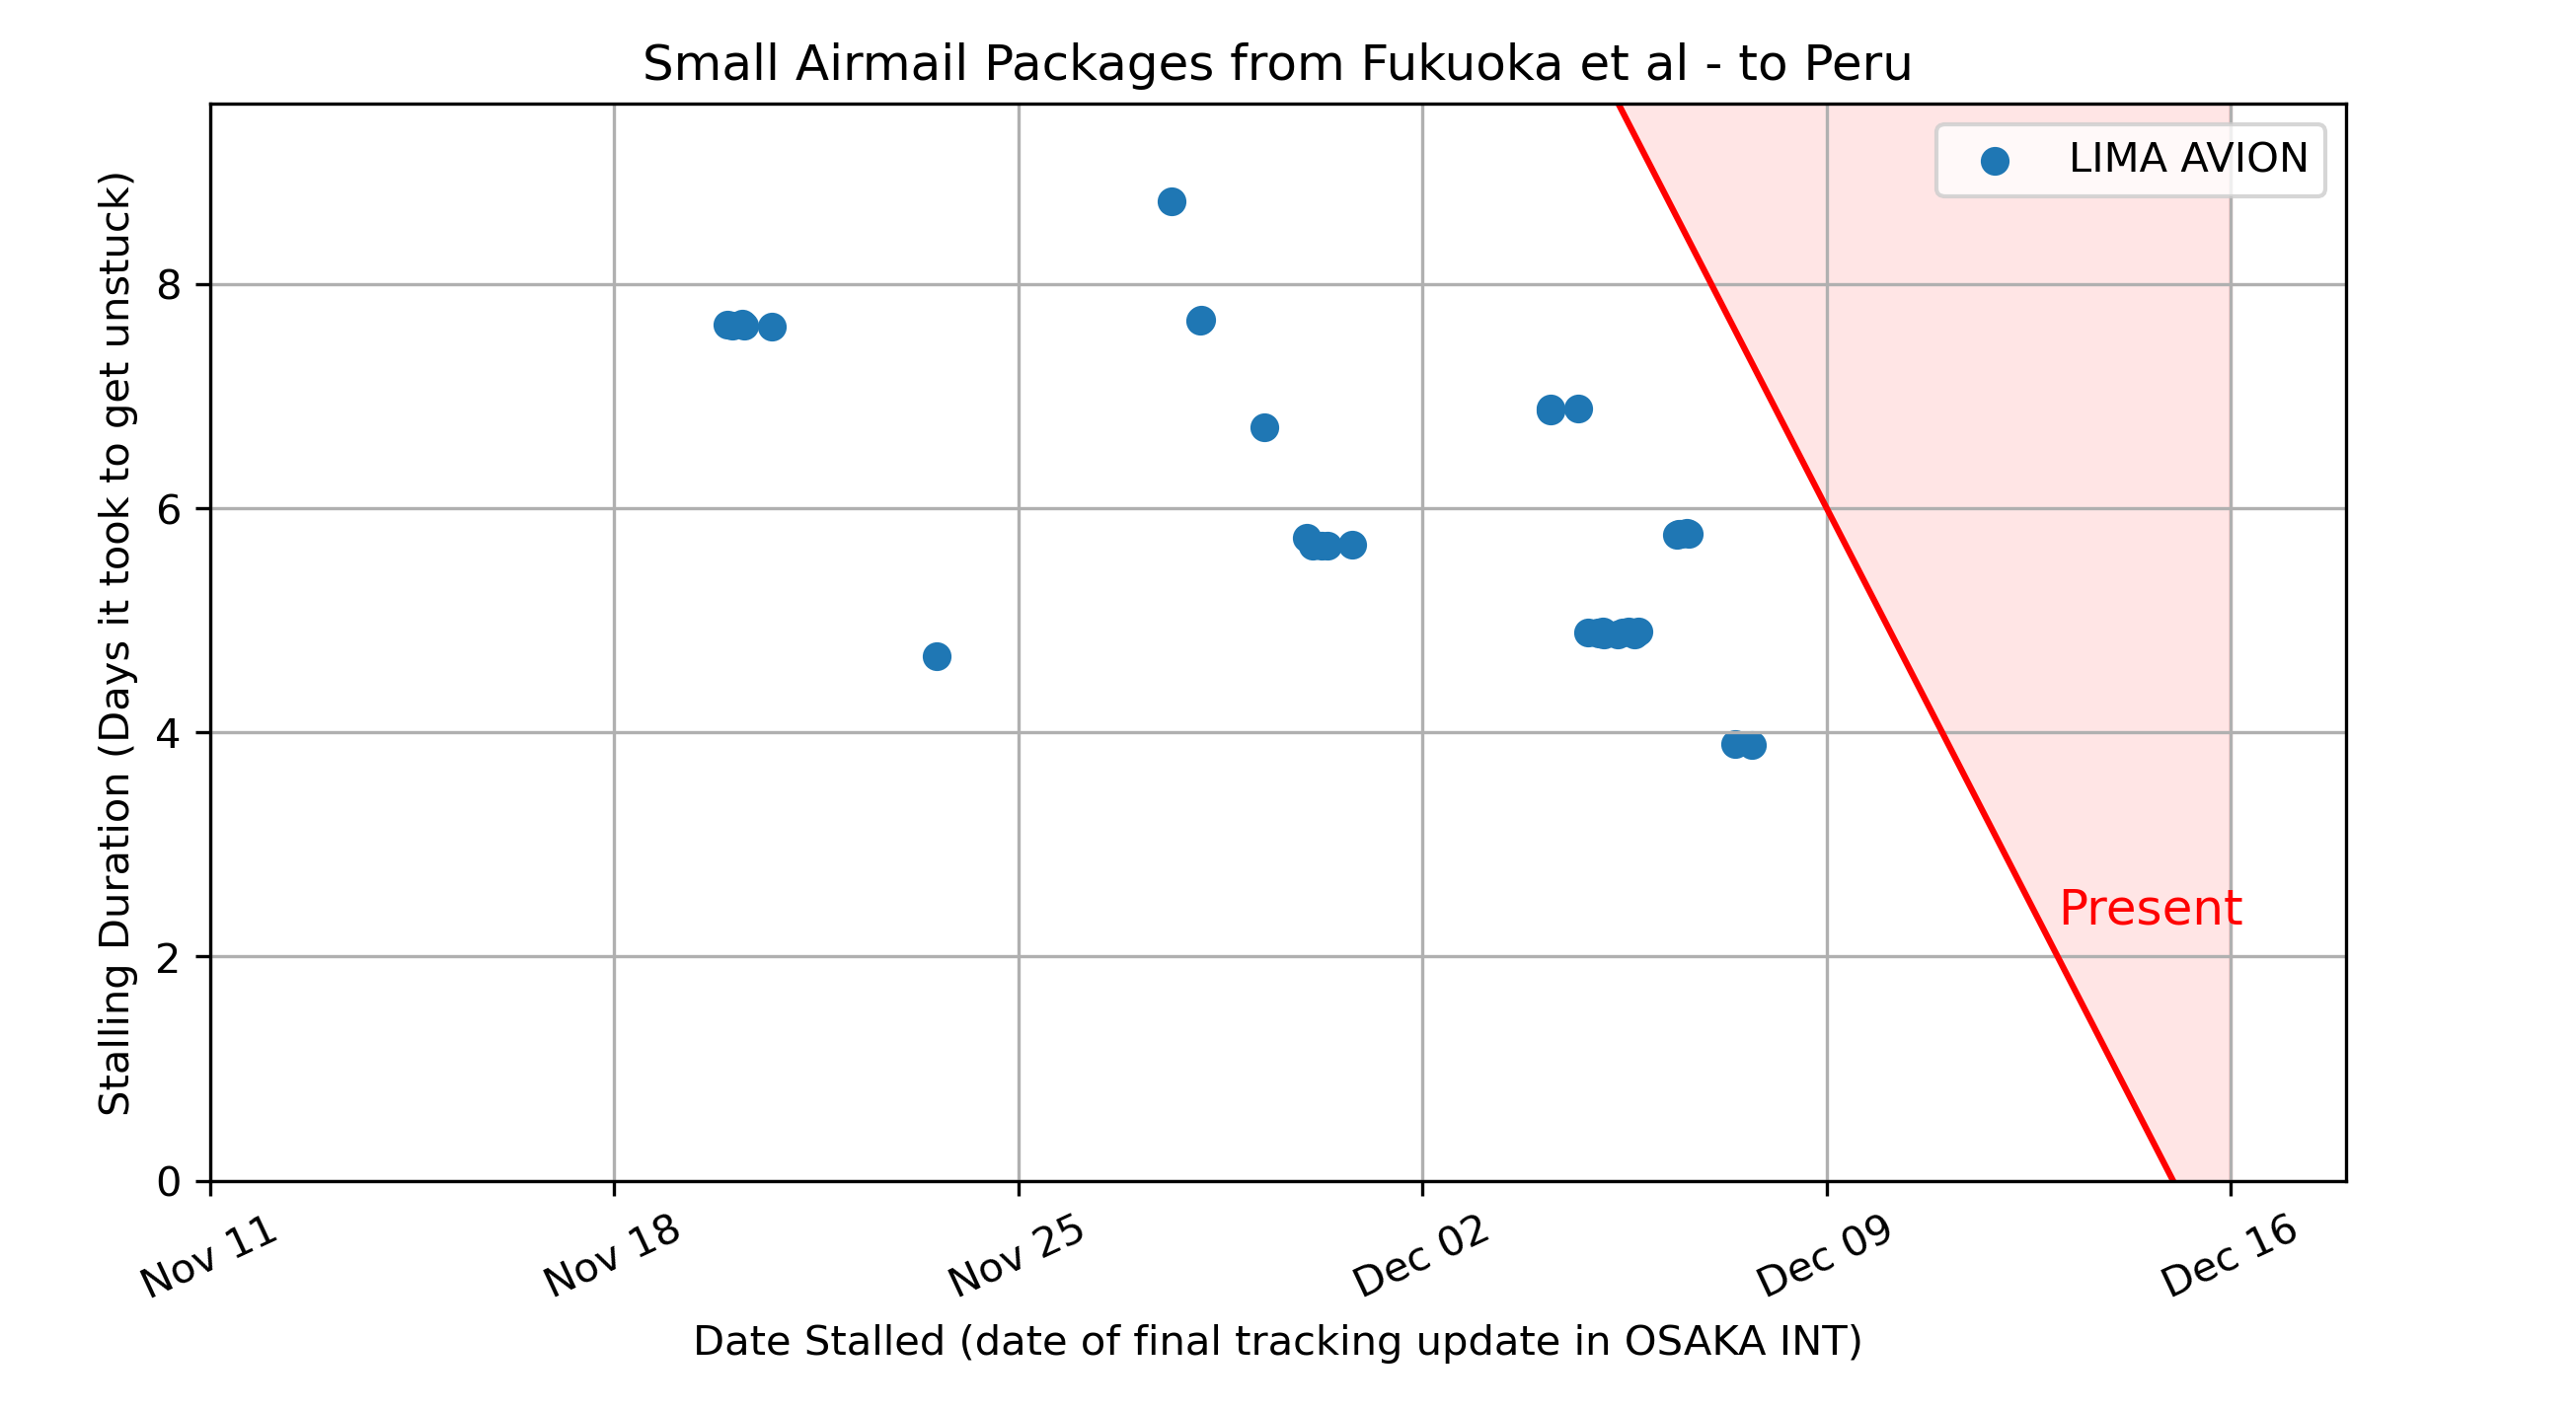 Small Airmail Packages from Fukuoka et al - to Peru
LIMA AVION
Stalling Duration (Days it took to get unstuck)
8
6
4
2
0
Present
Nov 11
Nov 18
Nov 25
Dec 02
Dec 09
Dec 16
Date Stalled (date of final tracking update in OSAKA INT)